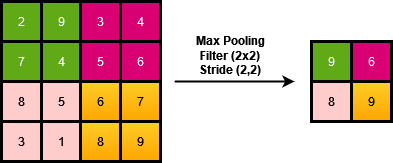 2 9 3 4
7 4 5 6
8 5 6 7
3 1 8 9
Max Pooling
Filter (2x2)
Stride (2,2)
9 6
8 9